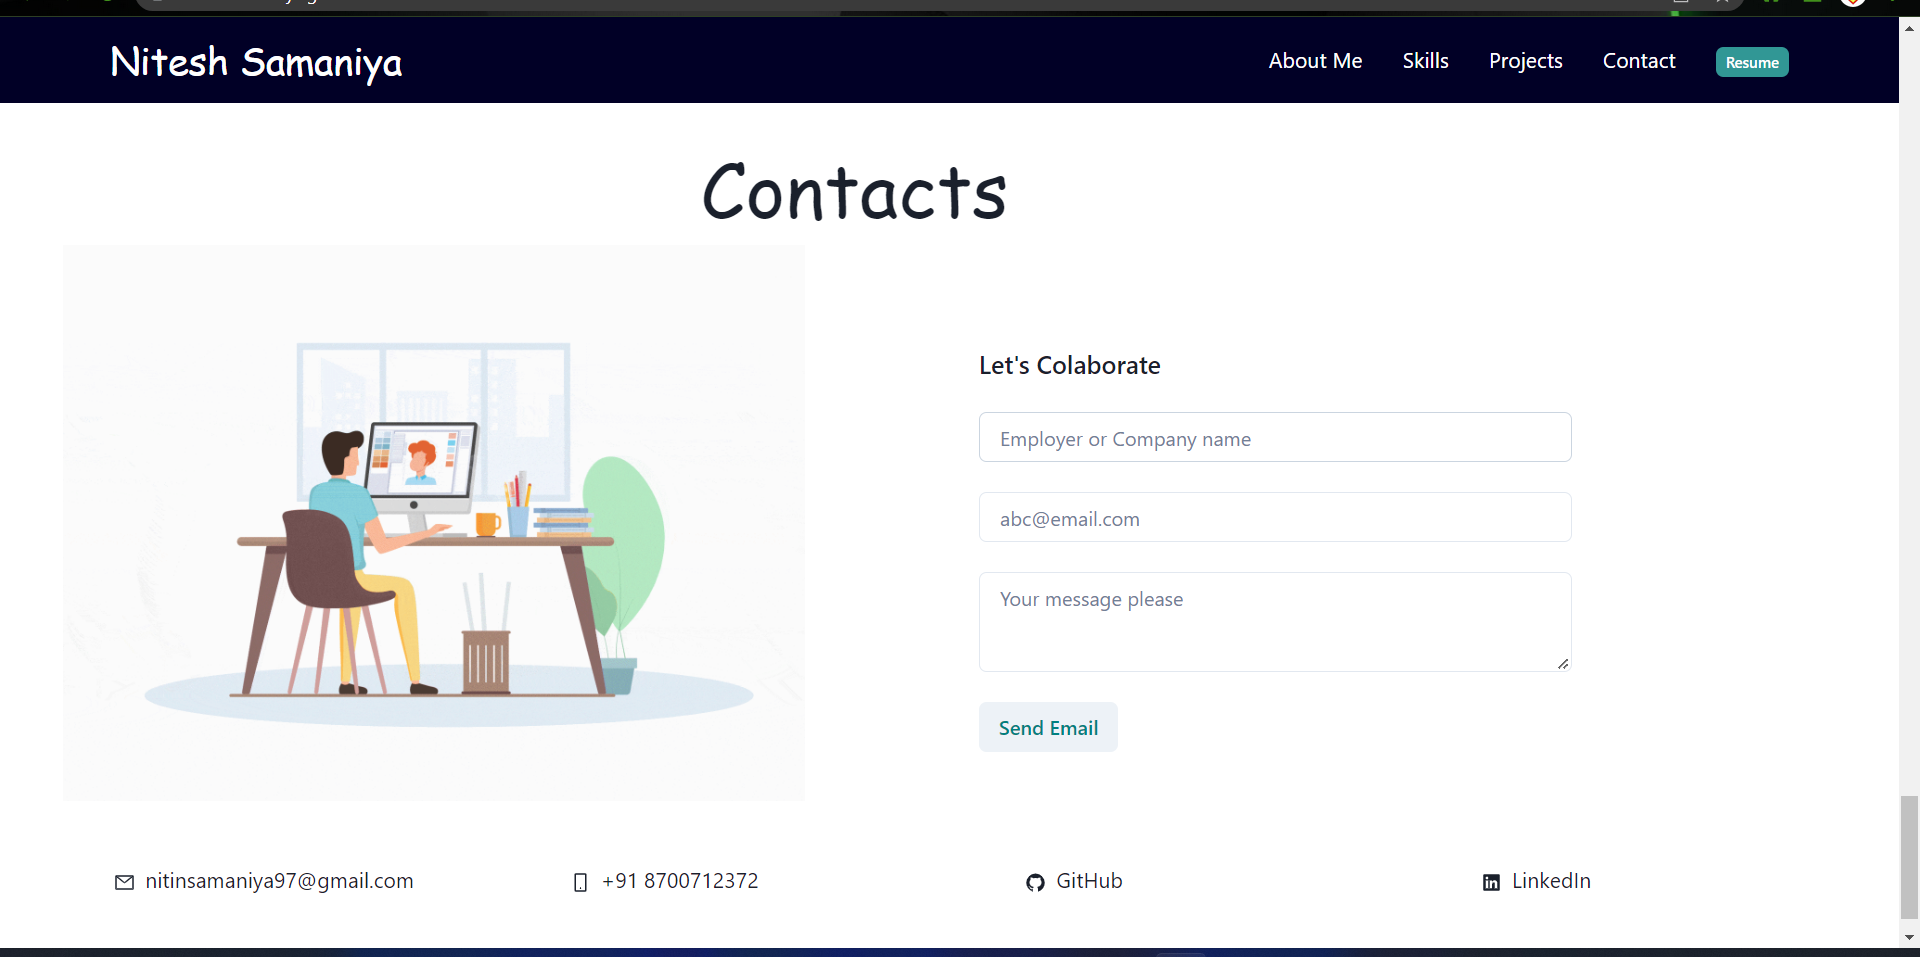 Nitesh Samaniya
About Me
Skills
Projects
Contact
Resume
Contacts
Let's Colaborate
Employer or Company name
abc@email.com
Your message please
Send Email
nitinsamaniya97@gmail.com
+91 8700712372
GitHub
LinkedIn